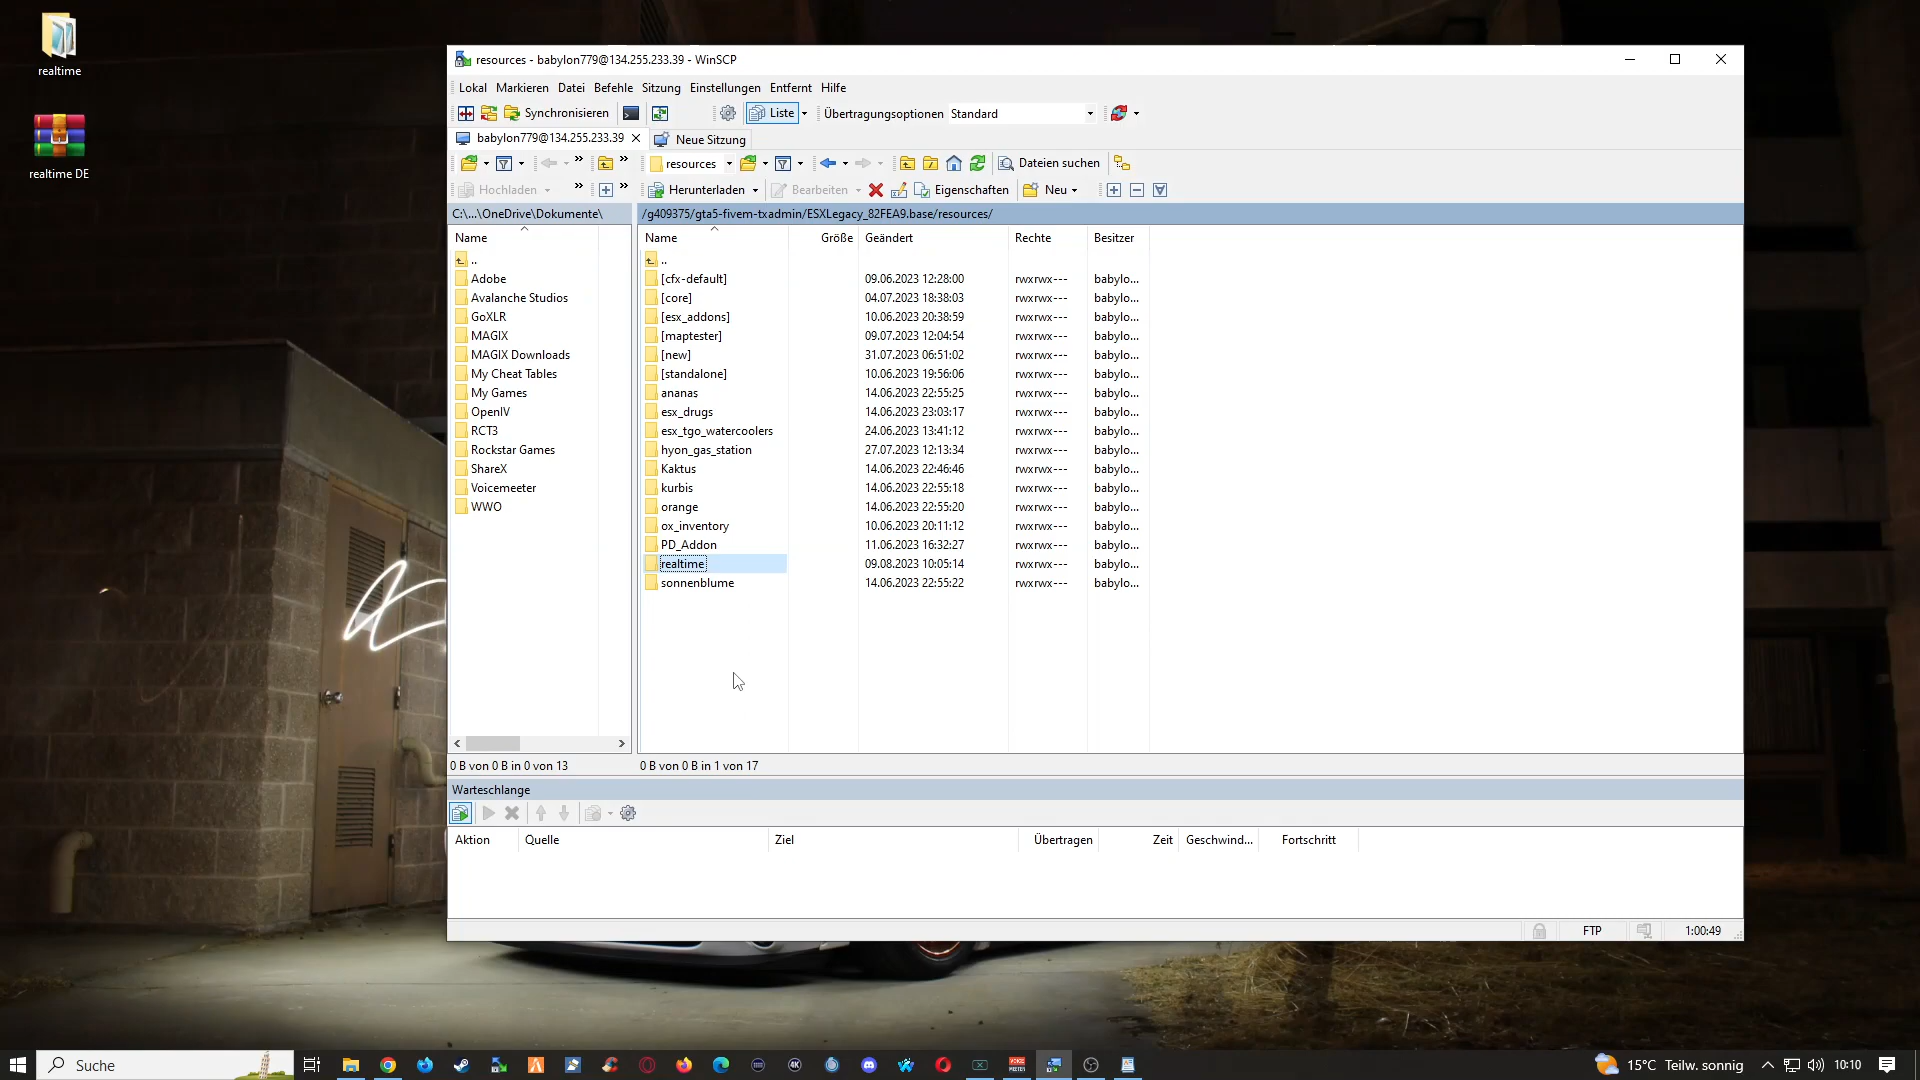 realtime
realtime DE
resources - babylon779@134.255.233.39 - WinSCP
Lokal Markieren Datei Befehle Sitzung Einstellungen Entfernt Hilfe
Synchronisieren Liste Übertragungsoptionen Standard
babylon779@134.255.233.39 Neue Sitzung
resources Dateien suchen
Hochladen Herunterladen Bearbeiten Eigenschaften Neu
C:\...\OneDrive\Dokumente\ /g409375/gta5-fivem-txadmin/ESXLegacy_82FEA9.base/resources/
Name
..
Adobe
Avalanche Studios
GoXLR
MAGIX
MAGIX Downloads
My Cheat Tables
My Games
OpenIV
RCT3
Rockstar Games
ShareX
Voicemeeter
WWO
Name Größe Geändert Rechte Besitzer
..
[cfx-default] 09.06.2023 12:28:00 rwxrwx--- babylo...
[core] 04.07.2023 18:38:03 rwxrwx--- babylo...
[esx_addons] 10.06.2023 20:38:59 rwxrwx--- babylo...
[maptester] 09.07.2023 12:04:54 rwxrwx--- babylo...
[new] 31.07.2023 06:51:02 rwxrwx--- babylo...
[standalone] 10.06.2023 19:56:06 rwxrwx--- babylo...
ananas 14.06.2023 22:55:25 rwxrwx--- babylo...
esx_drugs 14.06.2023 23:03:17 rwxrwx--- babylo...
esx_tgo_watercoolers 24.06.2023 13:41:12 rwxrwx--- babylo...
hyon_gas_station 27.07.2023 12:13:34 rwxrwx--- babylo...
Kaktus 14.06.2023 22:46:46 rwxrwx--- babylo...
kurbis 14.06.2023 22:55:18 rwxrwx--- babylo...
orange 14.06.2023 22:55:20 rwxrwx--- babylo...
ox_inventory 10.06.2023 20:11:12 rwxrwx--- babylo...
PD_Addon 11.06.2023 16:32:27 rwxrwx--- babylo...
realtime 09.08.2023 10:05:14 rwxrwx--- babylo...
sonnenblume 14.06.2023 22:55:22 rwxrwx--- babylo...
0 B von 0 B in 0 von 13 0 B von 0 B in 1 von 17
Warteschlange
Aktion Quelle Ziel Übertragen Zeit Geschwind... Fortschritt
FTP 1:00:49
Suche 4K 15°C Teilw. sonnig 10:10